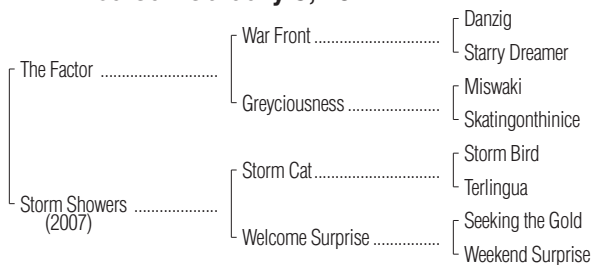 War Front
Danzig
Starry Dreamer
The Factor
Greyciousness
Miswaki
Skatingonthinice
Storm Cat
Storm Bird
Terlingua
Storm Showers
(2007)
Welcome Surprise
Seeking the Gold
Weekend Surprise